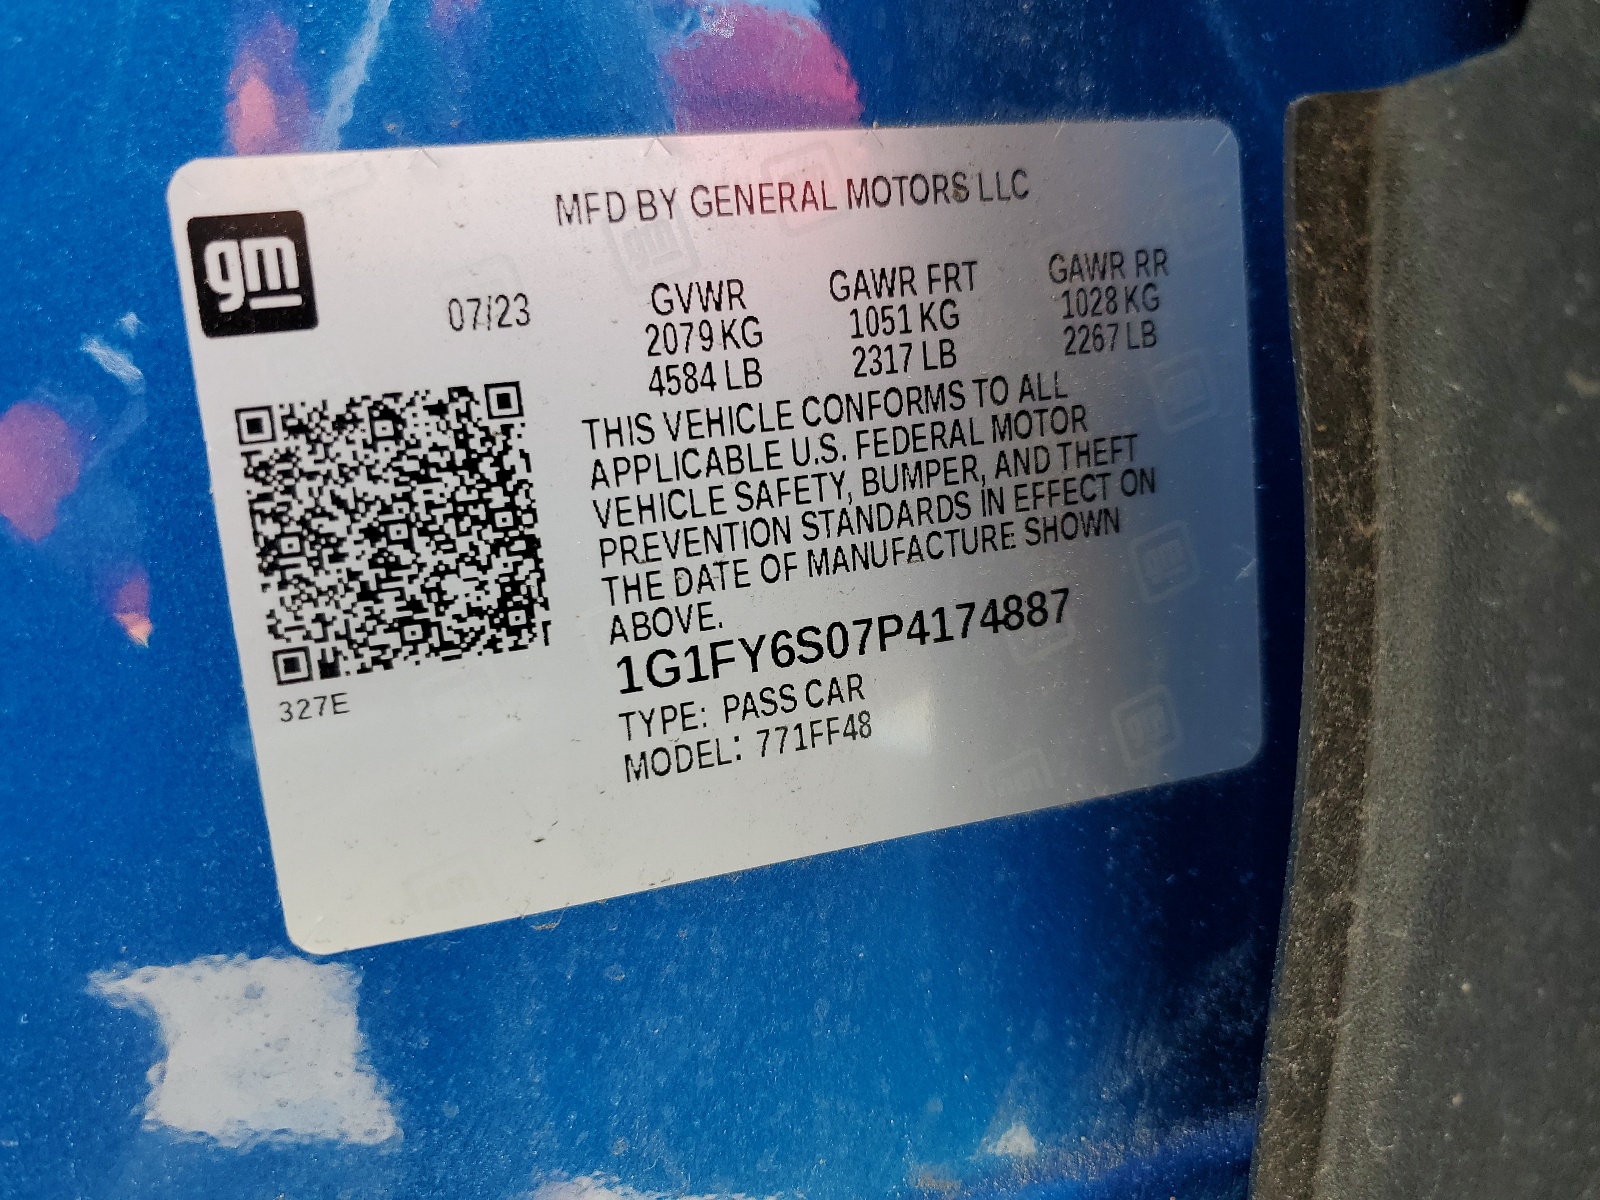 MFD BY GENERAL MOTORS LLC
gm
07/23
GVWR GAWR FRT GAWR RR
2079 KG 1051 KG 1028 KG
4584 LB 2317 LB 2267 LB
THIS VEHICLE CONFORMS TO ALL
APPLICABLE U.S. FEDERAL MOTOR
VEHICLE SAFETY, BUMPER, AND THEFT
PREVENTION STANDARDS IN EFFECT ON
THE DATE OF MANUFACTURE SHOWN
ABOVE.
1G1FY6S07P4174887
TYPE: PASS CAR
MODEL: 771FF48
327E